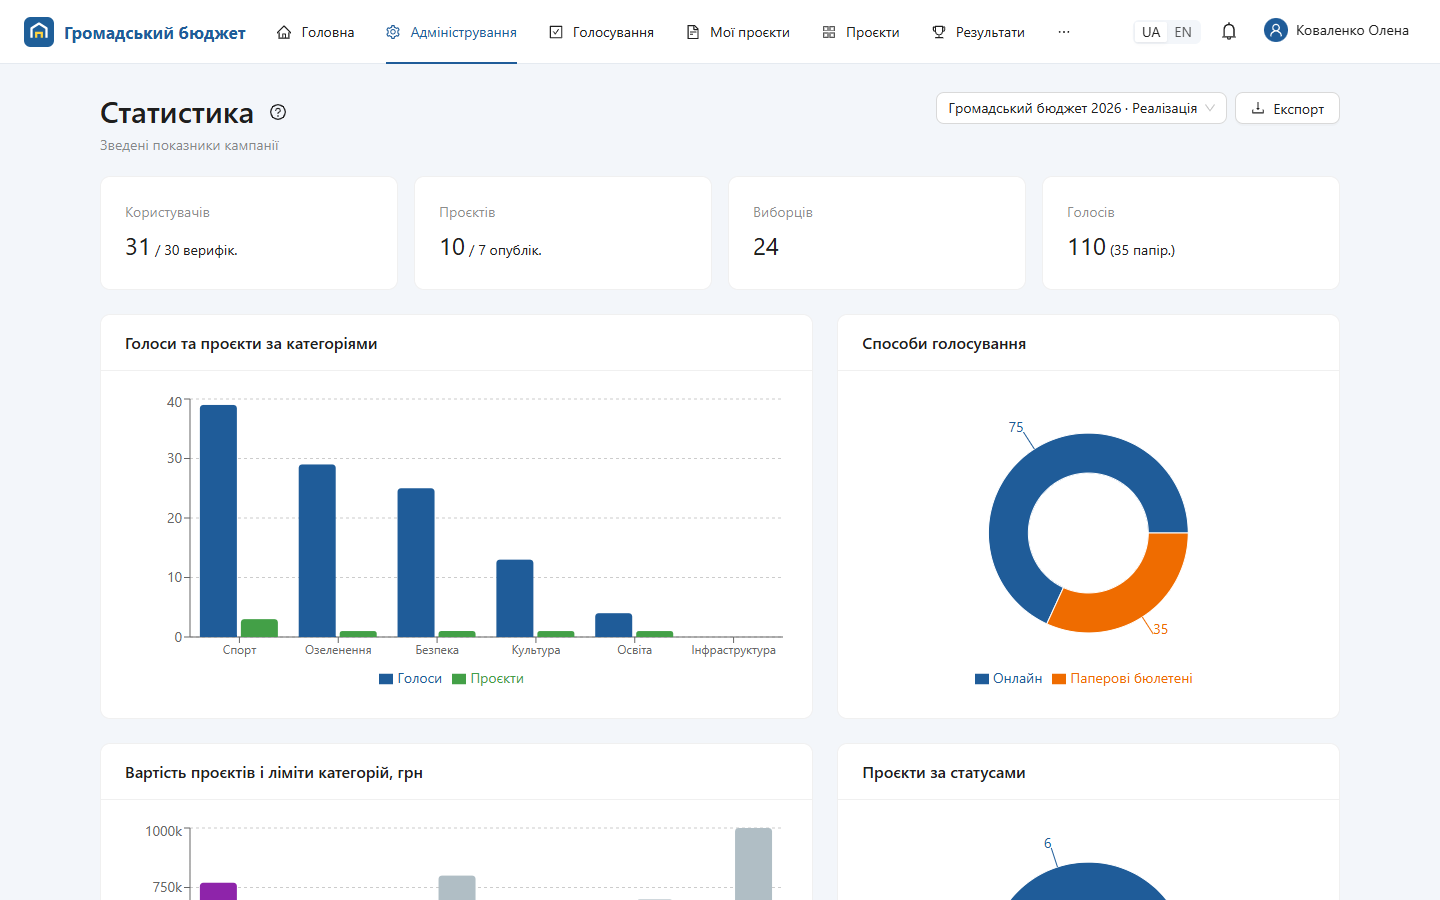 Громадський бюджет
Головна
Адміністрування
Голосування
Мої проєкти
Проєкти
Результати
···
UA EN
Коваленко Олена
Статистика
Зведені показники кампанії
Громадський бюджет 2026 · Реалізація
Експорт
Користувачів
31 / 30 верифік.
Проєктів
10 / 7 опублік.
Виборців
24
Голосів
110 (35 папір.)
Голоси та проєкти за категоріями
40
30
20
10
0
Спорт
Озеленення
Безпека
Культура
Освіта
Інфраструктура
Голоси
Проєкти
Способи голосування
75
35
Онлайн
Паперові бюлетені
Вартість проєктів і ліміти категорій, грн
1000k
750k
Проєкти за статусами
6